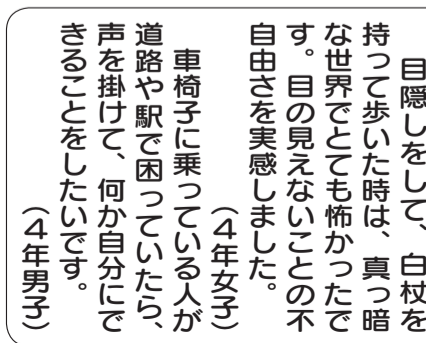 目隠しをして、白杖を
持って歩いた時は、真っ暗
な世界でとても怖かったで
す。目の見えないことの不
自由さを実感しました。
（４年女子）
車椅子に乗っている人が
道路や駅で困っていたら、
声を掛けて、何か自分にで
きることをしたいです。
（４年男子）